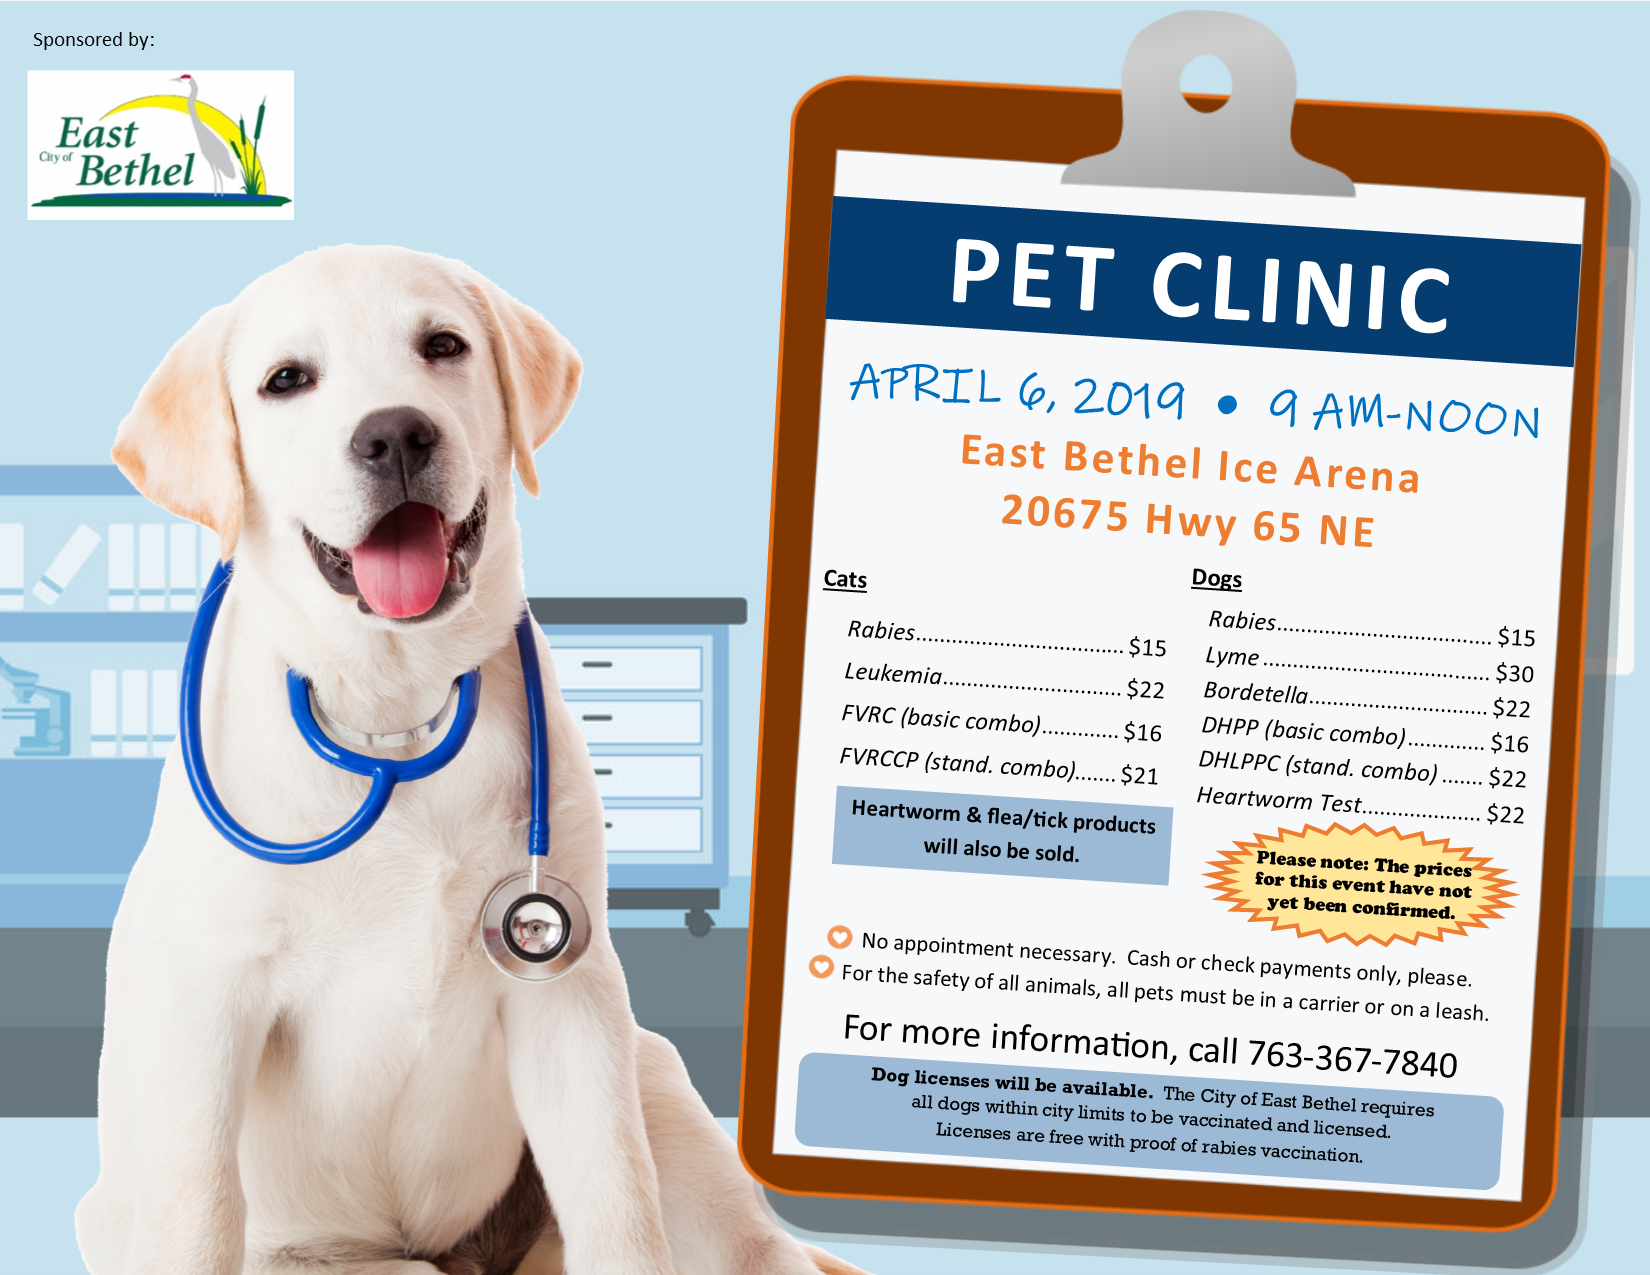 Sponsored by:
East
City of
Bethel
PET CLINIC
APRIL 6, 2019 • 9 AM-NOON
East Bethel Ice Arena
20675 Hwy 65 NE
Cats
Rabies................................... $15
Leukemia.............................. $22
FVRC (basic combo)............. $16
FVRCCP (stand. combo)....... $21
Heartworm & flea/tick products
will also be sold.
Dogs
Rabies.................................... $15
Lyme ...................................... $30
Bordetella.............................. $22
DHPP (basic combo)............. $16
DHLPPC (stand. combo) ....... $22
Heartworm Test.................... $22
Please note: The prices
for this event have not
yet been confirmed.
No appointment necessary.  Cash or check payments only, please.
For the safety of all animals, all pets must be in a carrier or on a leash.
For more information, call 763-367-7840
Dog licenses will be available.  The City of East Bethel requires
all dogs within city limits to be vaccinated and licensed.
Licenses are free with proof of rabies vaccination.